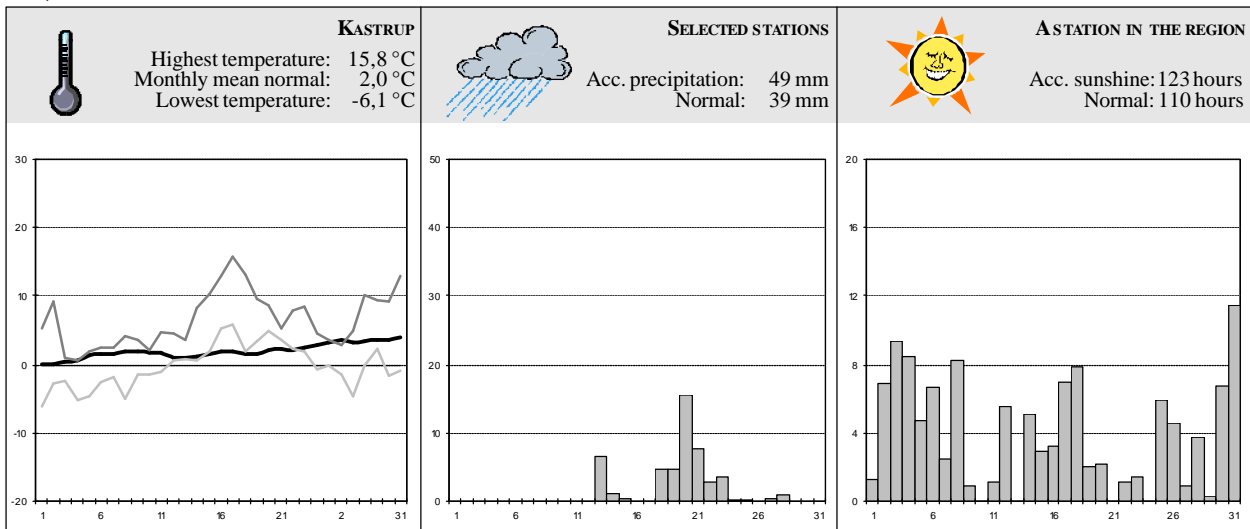 KASTRUP
Highest temperature: 15,8 °C
Monthly mean normal: 2,0 °C
Lowest temperature: -6,1 °C
30
20
10
0
-10
-20
1 6 11 16 21 2 31
SELECTED STATIONS
Acc. precipitation: 49 mm
Normal: 39 mm
50
40
30
20
10
0
1 6 11 16 21 26 31
A STATION IN THE REGION
Acc. sunshine: 123 hours
Normal: 110 hours
20
16
12
8
4
0
1 6 11 16 21 26 31